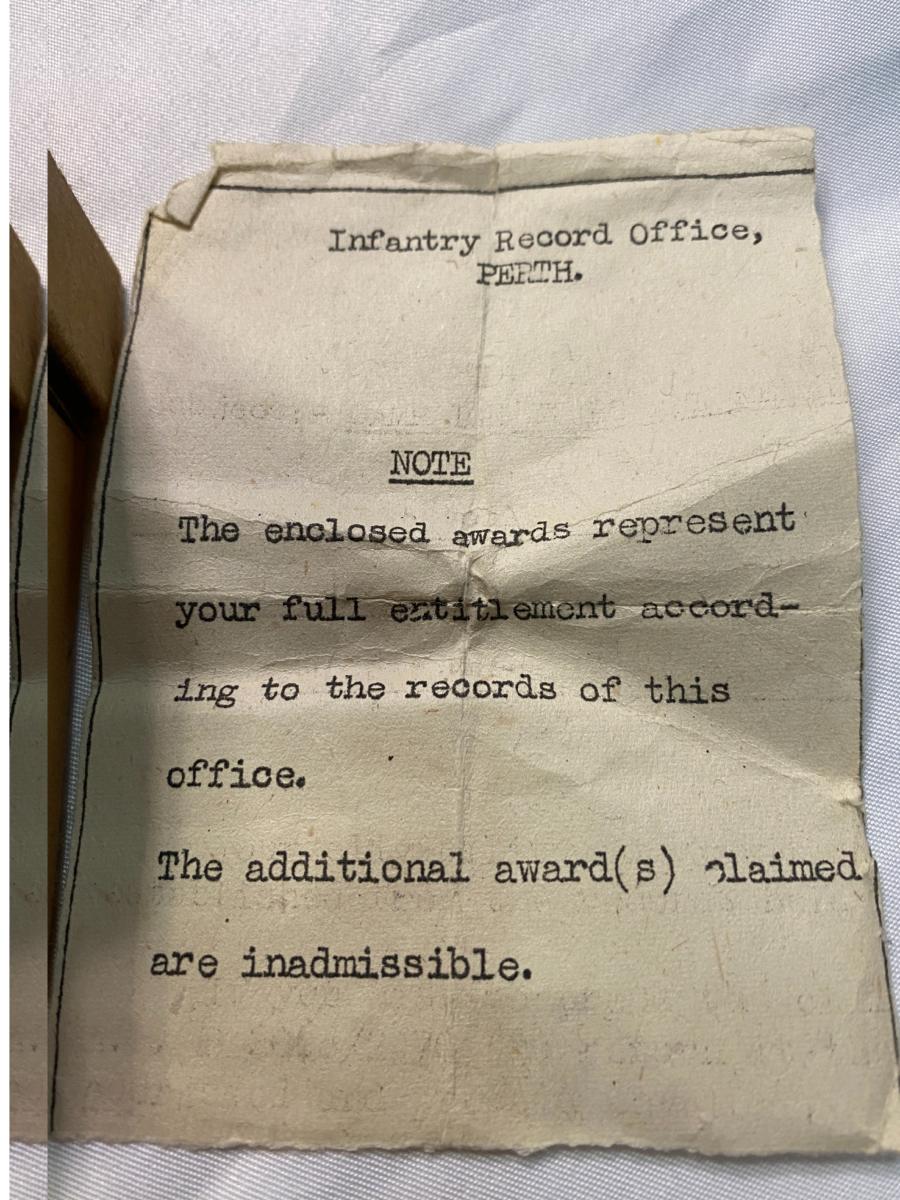 Infantry Record Office,
PERTH.
NOTE
The enclosed awards represent
your full entitlement accord-
ing to the records of this
office.
The additional award(s) claimed
are inadmissible.